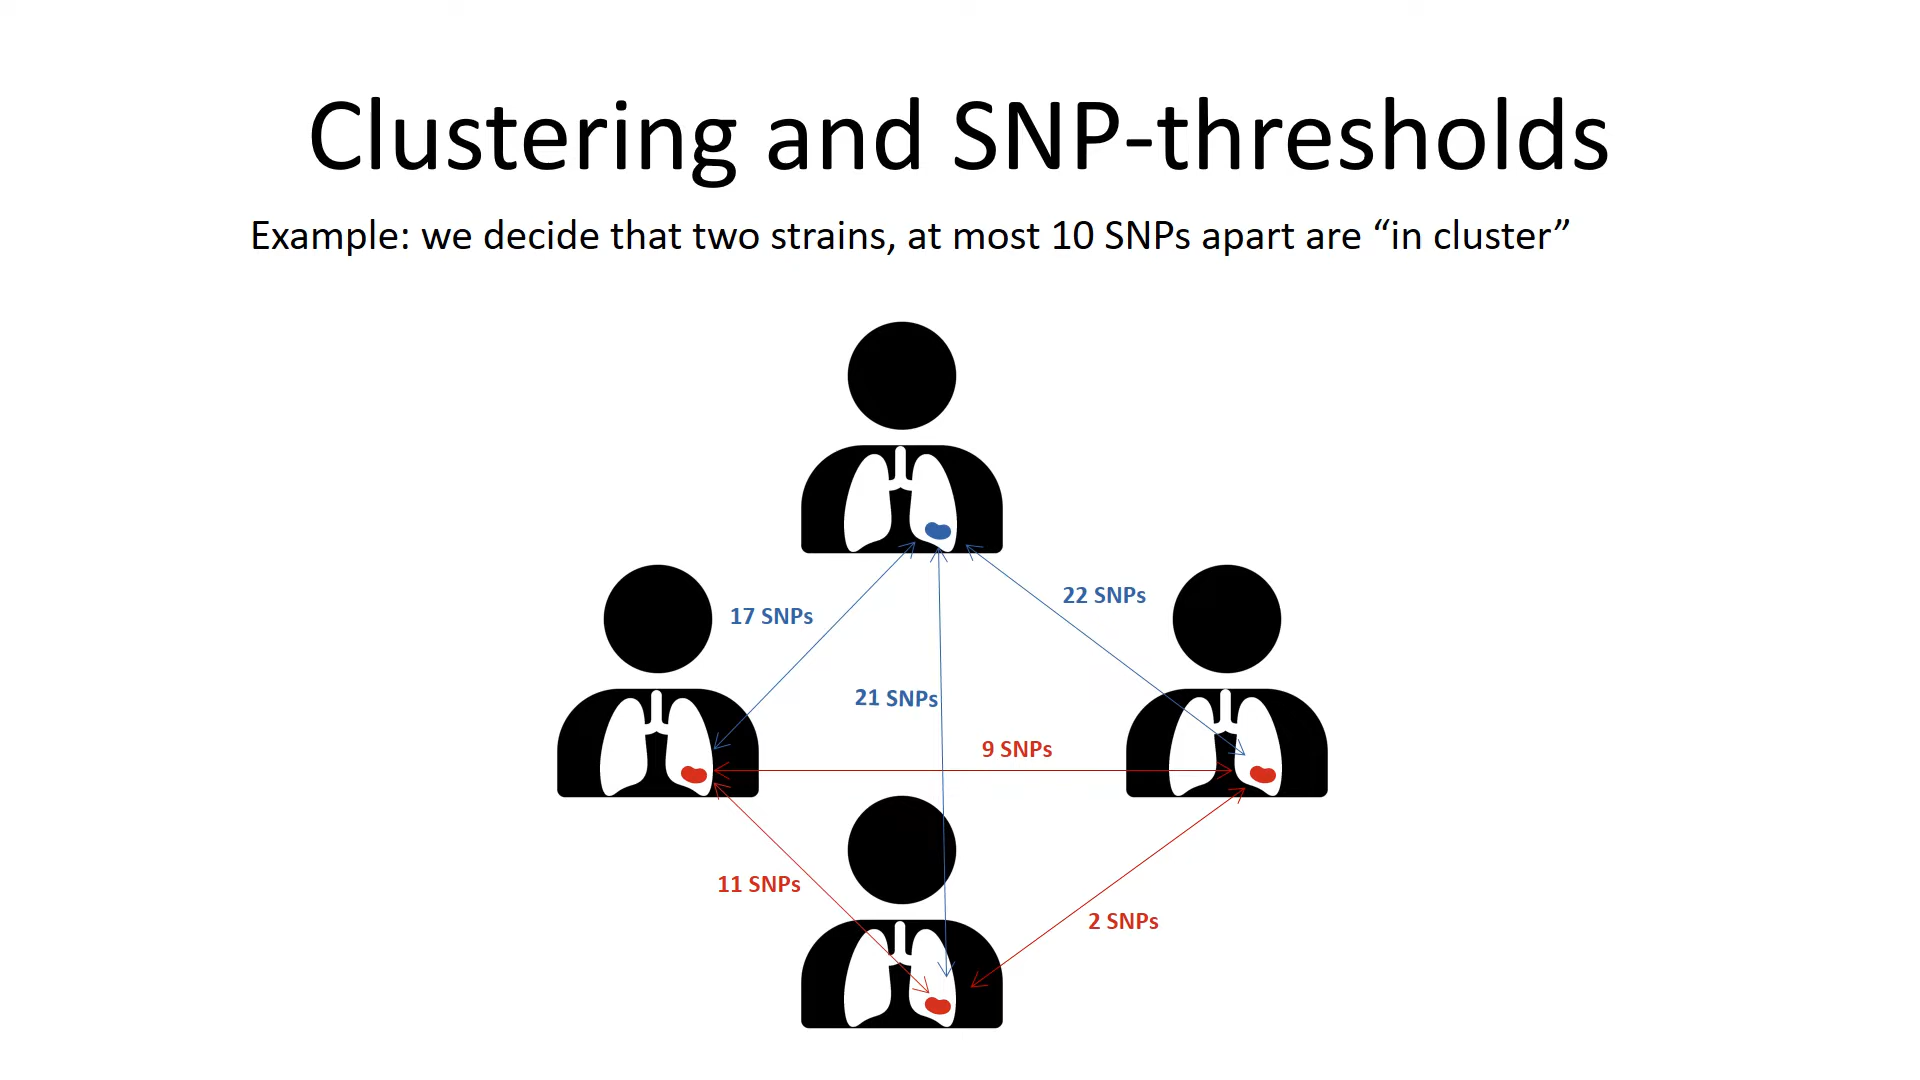 Clustering and SNP-thresholds
Example: we decide that two strains, at most 10 SNPs apart are “in cluster”
22 SNPs
17 SNPs
21 SNPs
9 SNPs
11 SNPs
2 SNPs